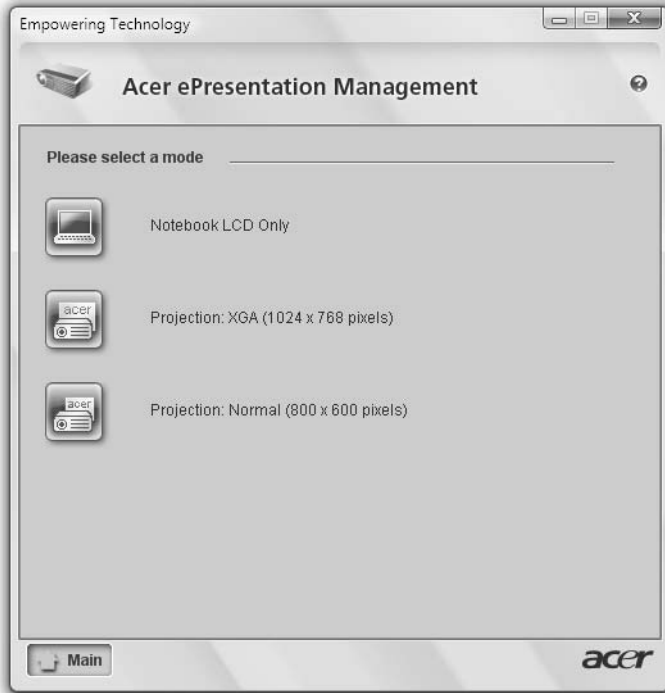 Empowering Technology
Acer ePresentation Management
Please select a mode
Notebook LCD Only
acer
Projection: XGA (1024 x 768 pixels)
acer
Projection: Normal (800 x 600 pixels)
Main
acer